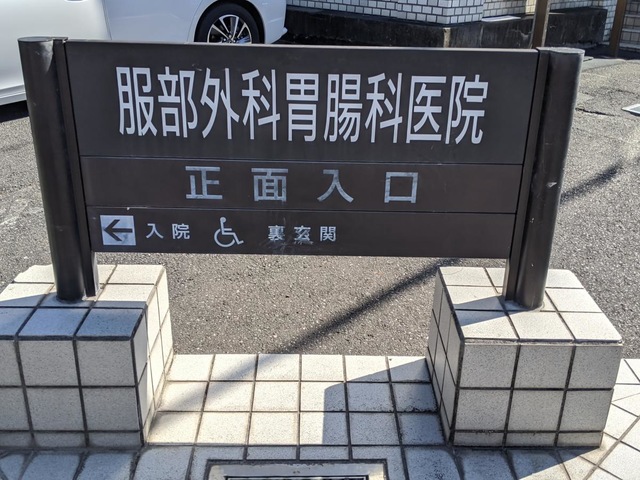 服部外科胃腸科医院
正面入口
← 入院 ♿ 裏玄関